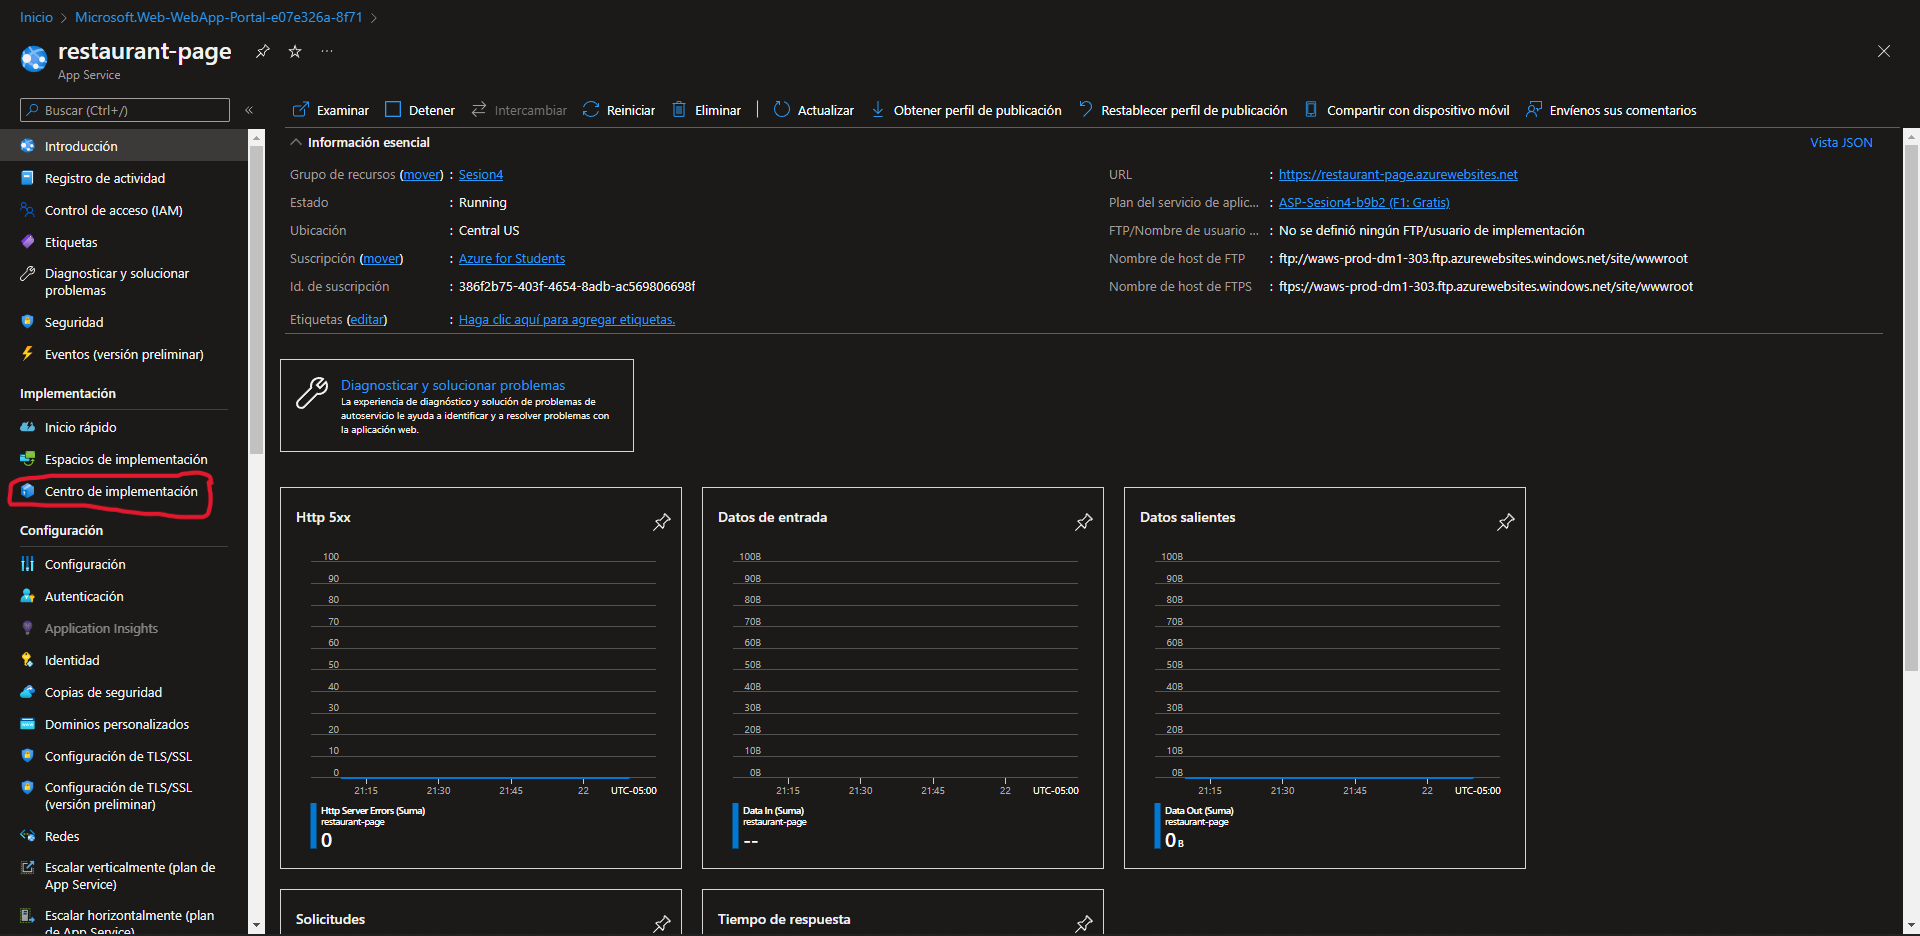 Inicio > Microsoft.Web-WebApp-Portal-e07e326a-8f71 >
restaurant-page
App Service
Buscar (Ctrl+/)
«
Introducción
Registro de actividad
Control de acceso (IAM)
Etiquetas
Diagnosticar y solucionar
problemas
Seguridad
Eventos (versión preliminar)
Implementación
Inicio rápido
Espacios de implementación
Centro de implementación
Configuración
Configuración
Autenticación
Application Insights
Identidad
Copias de seguridad
Dominios personalizados
Configuración de TLS/SSL
Configuración de TLS/SSL
(versión preliminar)
Redes
Escalar verticalmente (plan de
App Service)
Escalar horizontalmente (plan
de App Service)
Examinar Detener Intercambiar Reiniciar Eliminar Actualizar Obtener perfil de publicación Restablecer perfil de publicación Compartir con dispositivo móvil Envíenos sus comentarios
Información esencial
Vista JSON
Grupo de recursos (mover) : Sesion4
Estado : Running
Ubicación : Central US
Suscripción (mover) : Azure for Students
Id. de suscripción : 386f2b75-403f-4654-8adb-ac569806698f
Etiquetas (editar) : Haga clic aquí para agregar etiquetas.
URL : https://restaurant-page.azurewebsites.net
Plan del servicio de aplic... : ASP-Sesion4-b9b2 (F1: Gratis)
FTP/Nombre de usuario ... : No se definió ningún FTP/usuario de implementación
Nombre de host de FTP : ftp://waws-prod-dm1-303.ftp.azurewebsites.windows.net/site/wwwroot
Nombre de host de FTPS : ftps://waws-prod-dm1-303.ftp.azurewebsites.windows.net/site/wwwroot
Diagnosticar y solucionar problemas
La experiencia de diagnóstico y solución de problemas de
autoservicio le ayuda a identificar y a resolver problemas con
la aplicación web.
Http 5xx
100
90
80
70
60
50
40
30
20
10
0
21:15 21:30 21:45 22 UTC-05:00
Http Server Errors (Suma)
restaurant-page
0
Datos de entrada
100B
90B
80B
70B
60B
50B
40B
30B
20B
10B
0B
21:15 21:30 21:45 22 UTC-05:00
Data In (Suma)
restaurant-page
--
Datos salientes
100B
90B
80B
70B
60B
50B
40B
30B
20B
10B
0B
21:15 21:30 21:45 22 UTC-05:00
Data Out (Suma)
restaurant-page
0 B
Solicitudes
Tiempo de respuesta